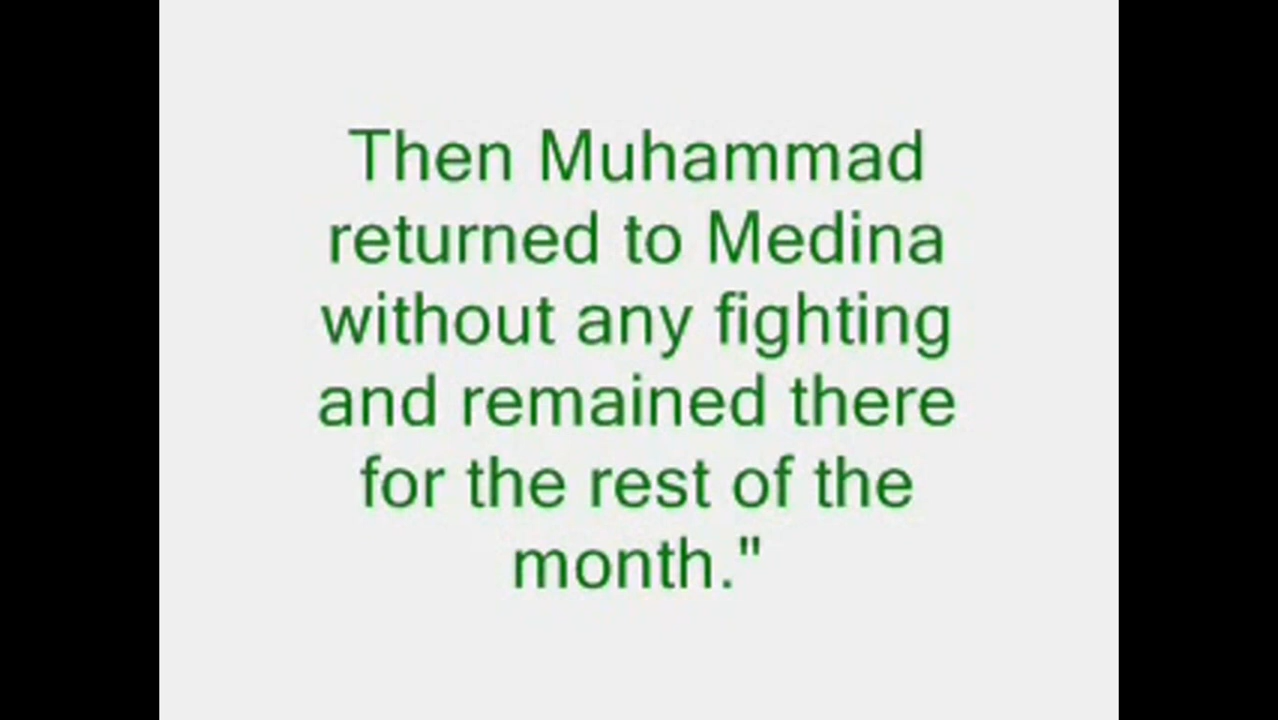 Then Muhammad
returned to Medina
without any fighting
and remained there
for the rest of the
month."